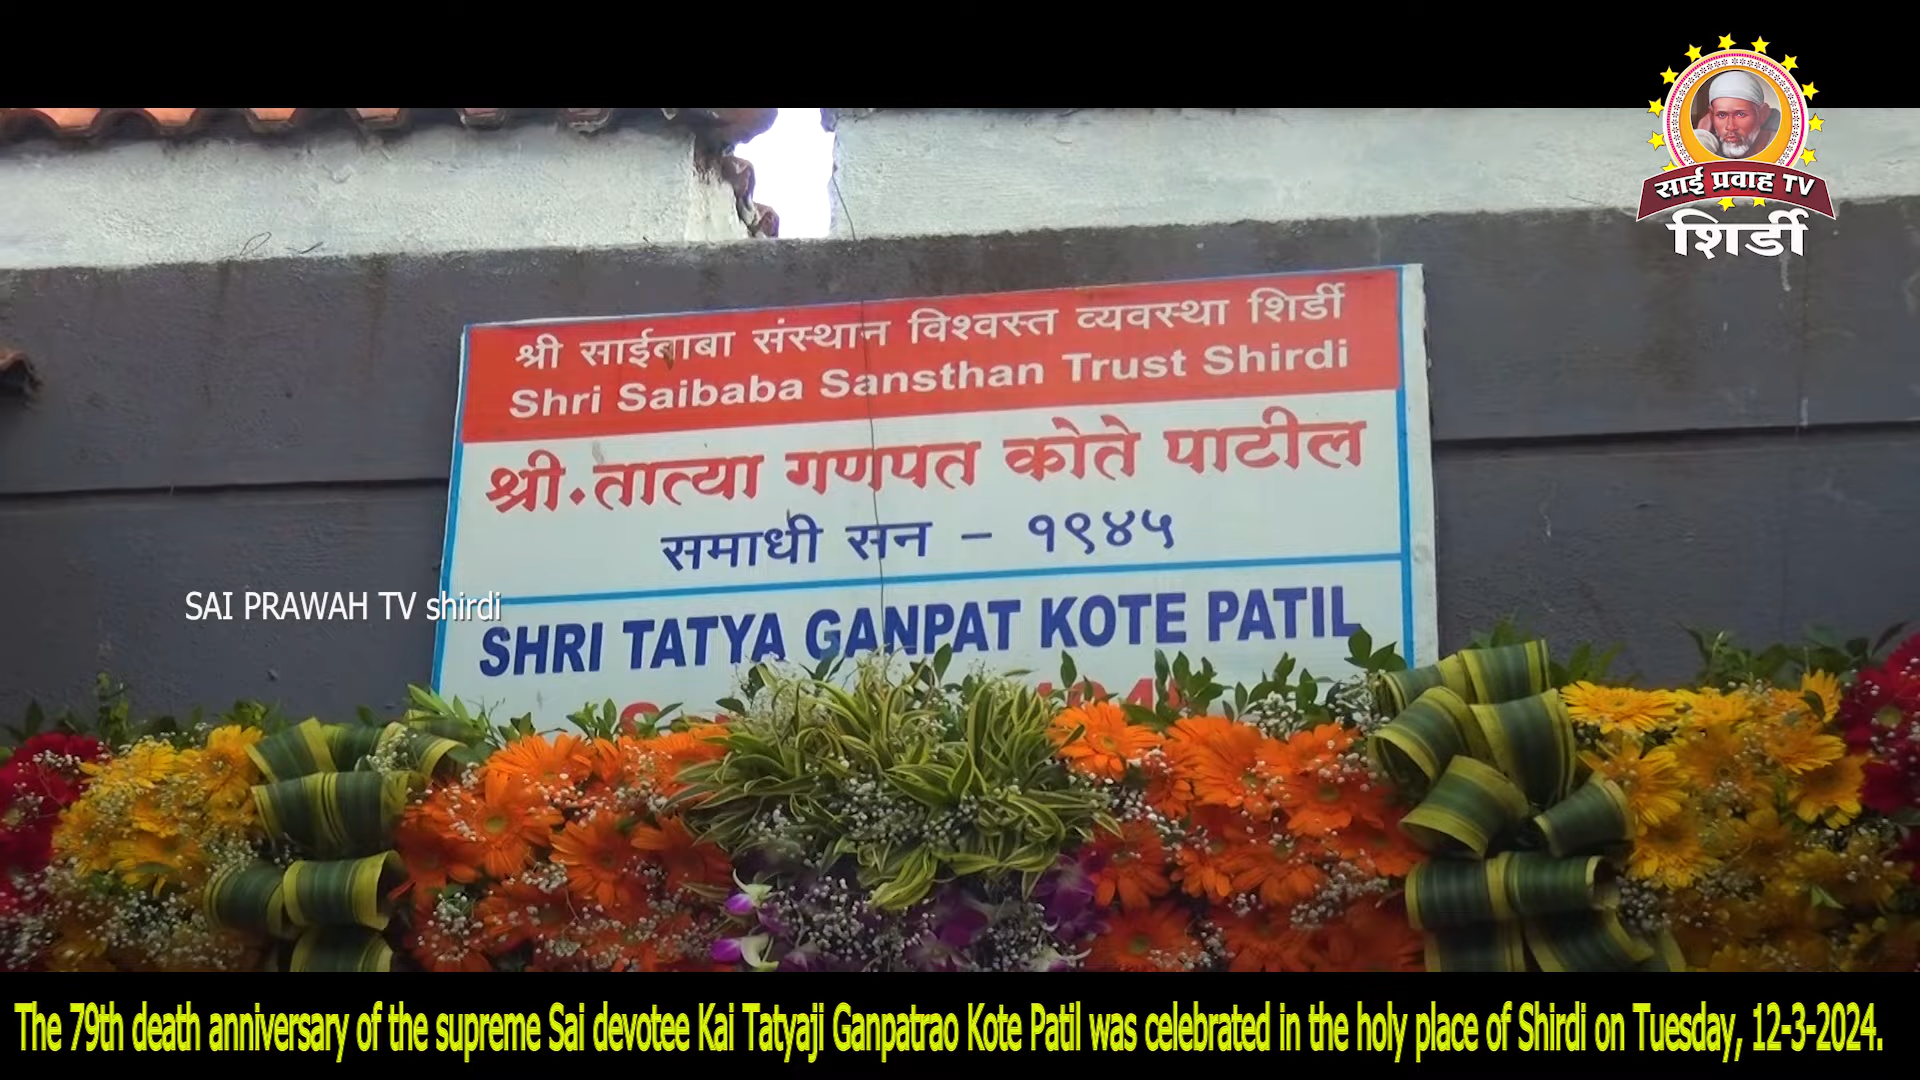 साई प्रवाह TV
शिर्डी
श्री साईबाबा संस्थान विश्वस्त व्यवस्था शिर्डी
Shri Saibaba Sansthan Trust Shirdi
श्री. तात्या गणपत कोते पाटील
समाधी सन - १९४५
SAI PRAWAH TV shirdi
SHRI TATYA GANPAT KOTE PATIL
The 79th death anniversary of the supreme Sai devotee Kai Tatyaji Ganpatrao Kote Patil was celebrated in the holy place of Shirdi on Tuesday, 12-3-2024.